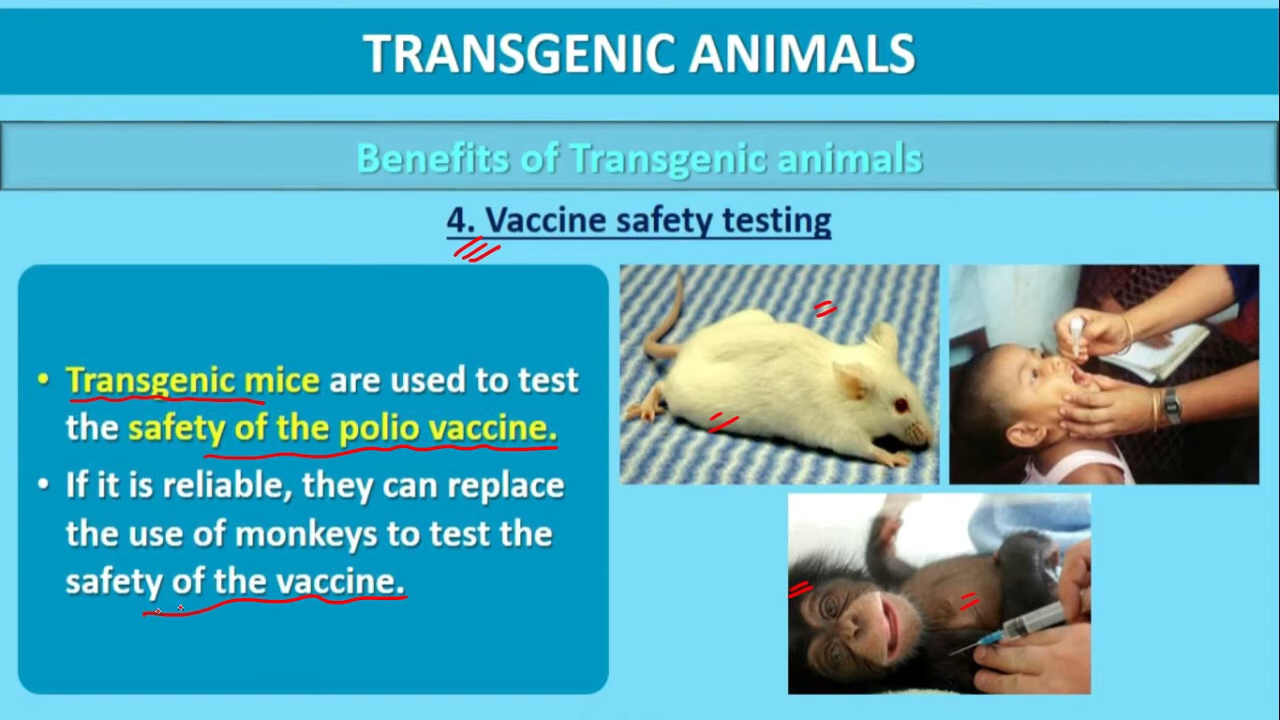 TRANSGENIC ANIMALS
Benefits of Transgenic animals
4. Vaccine safety testing
• Transgenic mice are used to test
the safety of the polio vaccine.
• If it is reliable, they can replace
the use of monkeys to test the
safety of the vaccine.